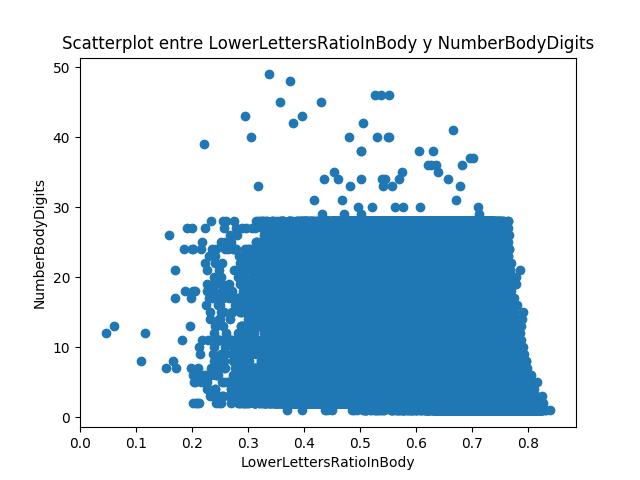 Scatterplot entre LowerLettersRatioInBody y NumberBodyDigits
50
40
30
20
10
0
NumberBodyDigits
0.0 0.1 0.2 0.3 0.4 0.5 0.6 0.7 0.8
LowerLettersRatioInBody